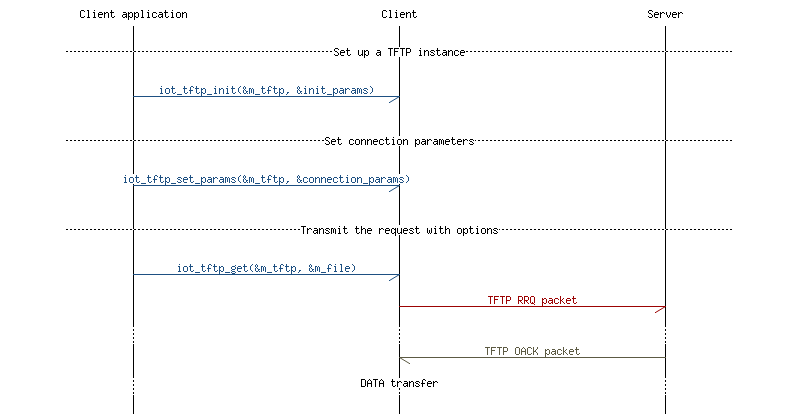 Client application Client Server
Set up a TFTP instance
iot_tftp_init(&m_tftp, &init_params)
Set connection parameters
iot_tftp_set_params(&m_tftp, &connection_params)
Transmit the request with options
iot_tftp_get(&m_tftp, &m_file)
TFTP RRQ packet
TFTP OACK packet
DATA transfer